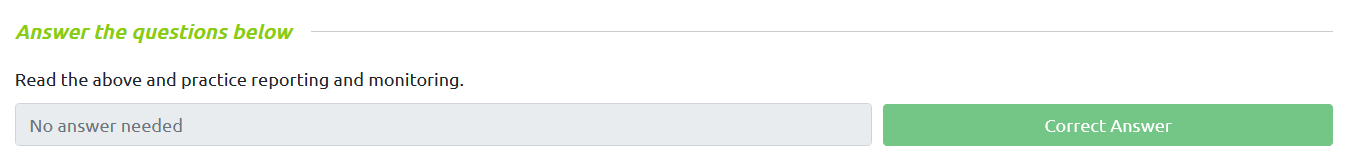 Answer the questions below
Read the above and practice reporting and monitoring.
No answer needed
Correct Answer